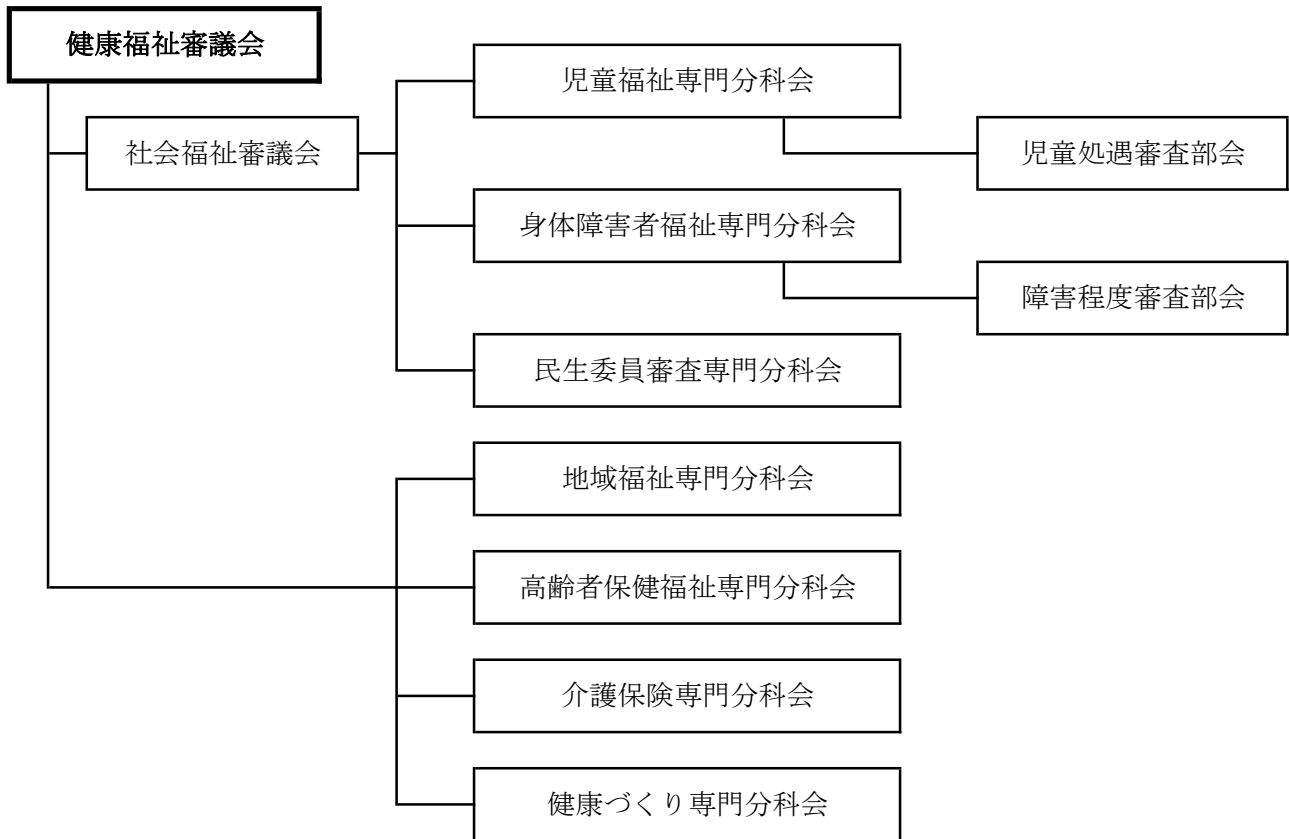 健康福祉審議会
社会福祉審議会
児童福祉専門分科会
児童処遇審査部会
身体障害者福祉専門分科会
障害程度審査部会
民生委員審査専門分科会
地域福祉専門分科会
高齢者保健福祉専門分科会
介護保険専門分科会
健康づくり専門分科会